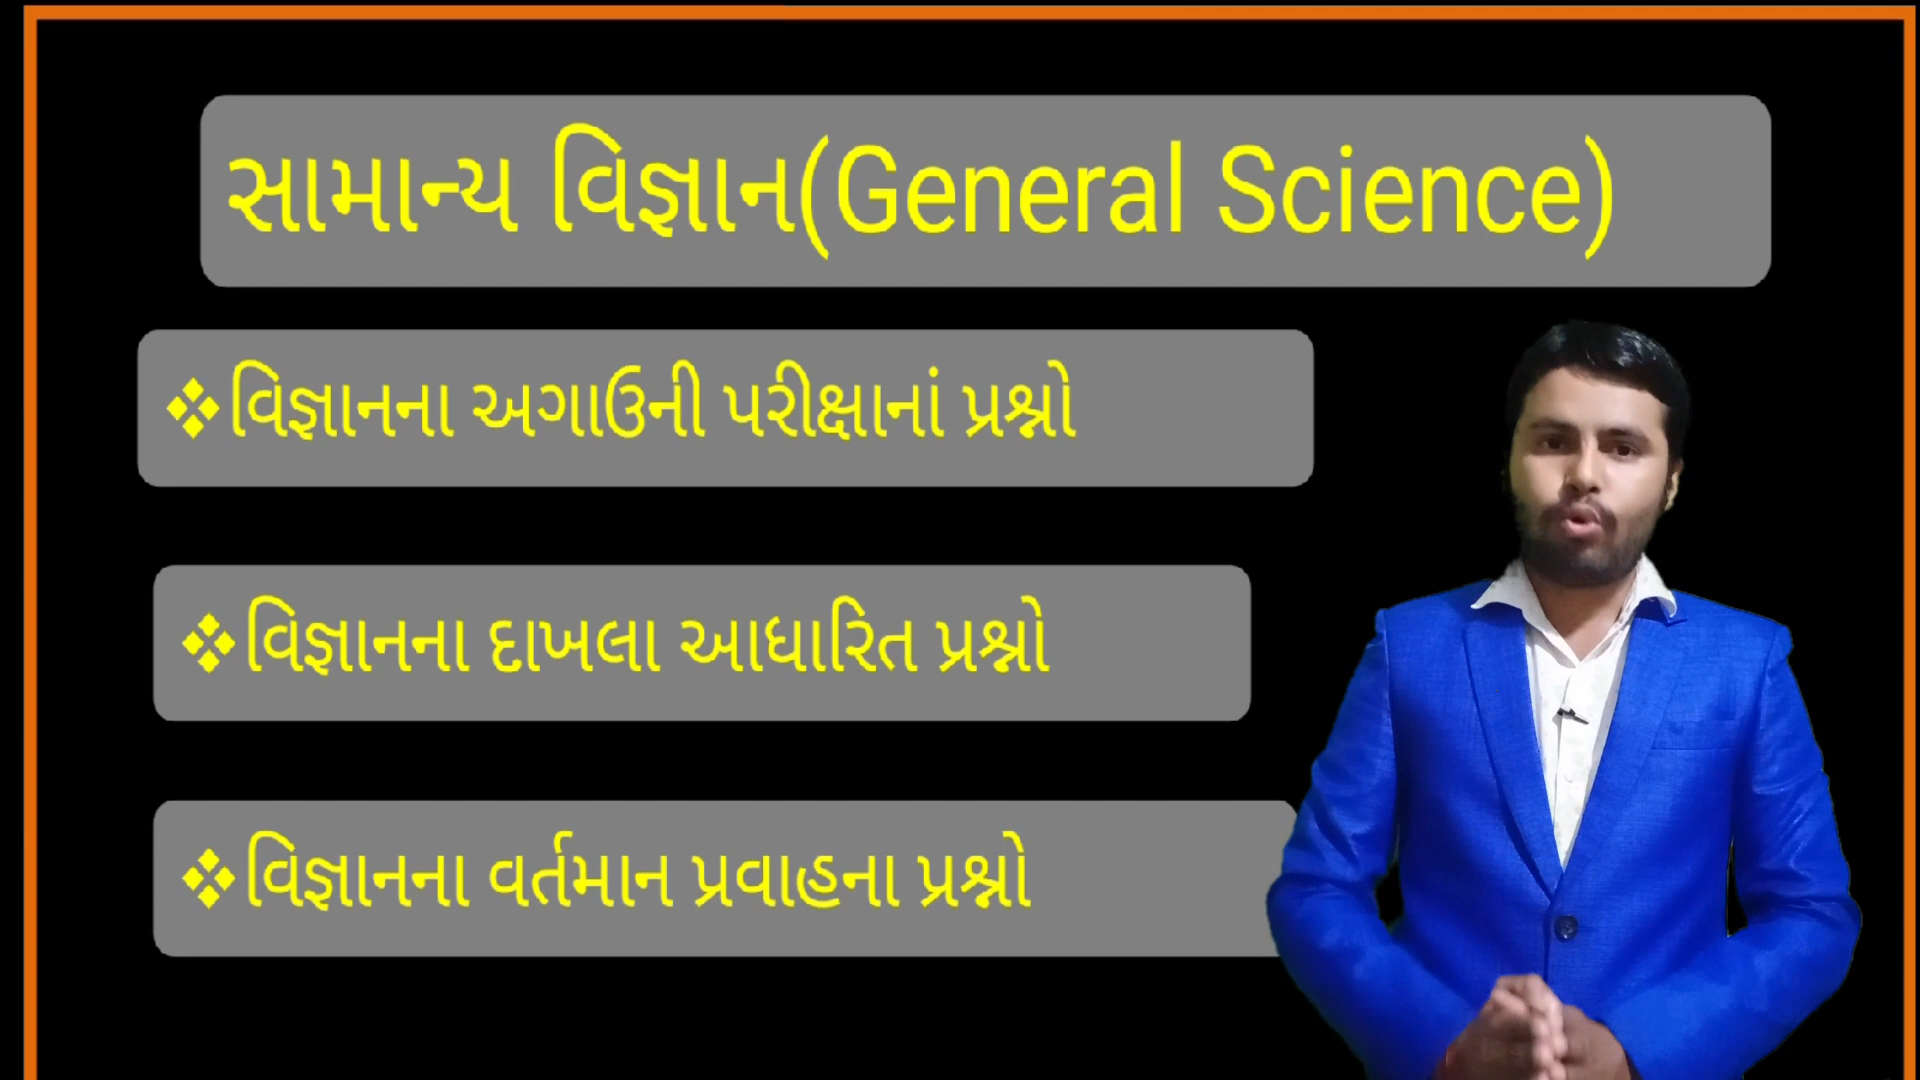 સામાન્ય વિજ્ઞાન(General Science)
❖વિજ્ઞાનના અગાઉની પરીક્ષાનાં પ્રશ્નો
❖વિજ્ઞાનના દાખલા આધારિત પ્રશ્નો
❖વિજ્ઞાનના વર્તમાન પ્રવાહના પ્રશ્નો